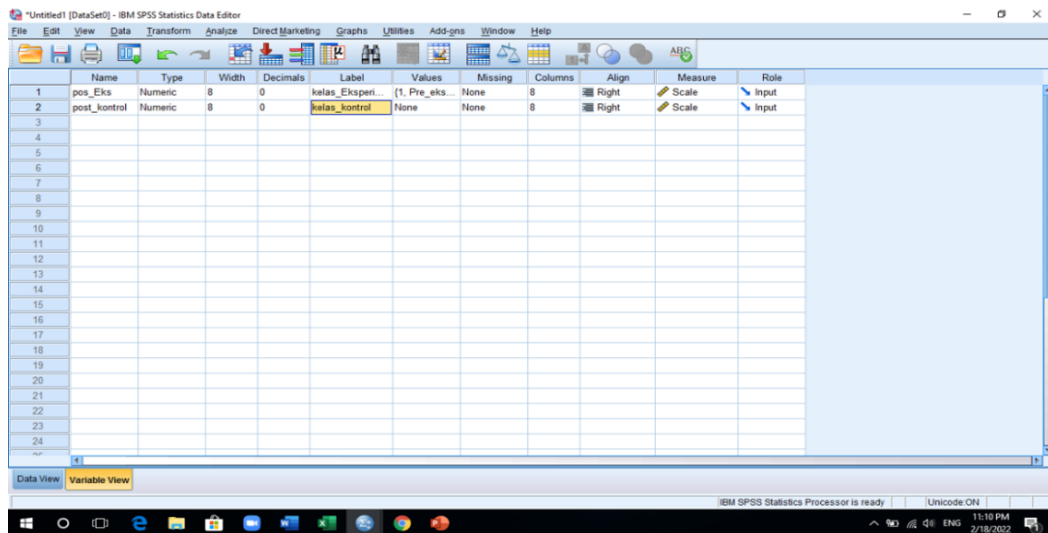 *Untitled1 [DataSet0] - IBM SPSS Statistics Data Editor
File Edit View Data Transform Analyze Direct Marketing Graphs Utilities Add-ons Window Help
Name Type Width Decimals Label Values Missing Columns Align Measure Role
1 pos_Eks Numeric 8 0 kelas_Eksperi... {1, Pre_eks... None 8 Right Scale Input
2 post_kontrol Numeric 8 0 kelas_kontrol None None 8 Right Scale Input
3
4
5
6
7
8
9
10
11
12
13
14
15
16
17
18
19
20
21
22
23
24
Data View Variable View
IBM SPSS Statistics Processor is ready Unicode:ON
ENG 11:10 PM
2/18/2022